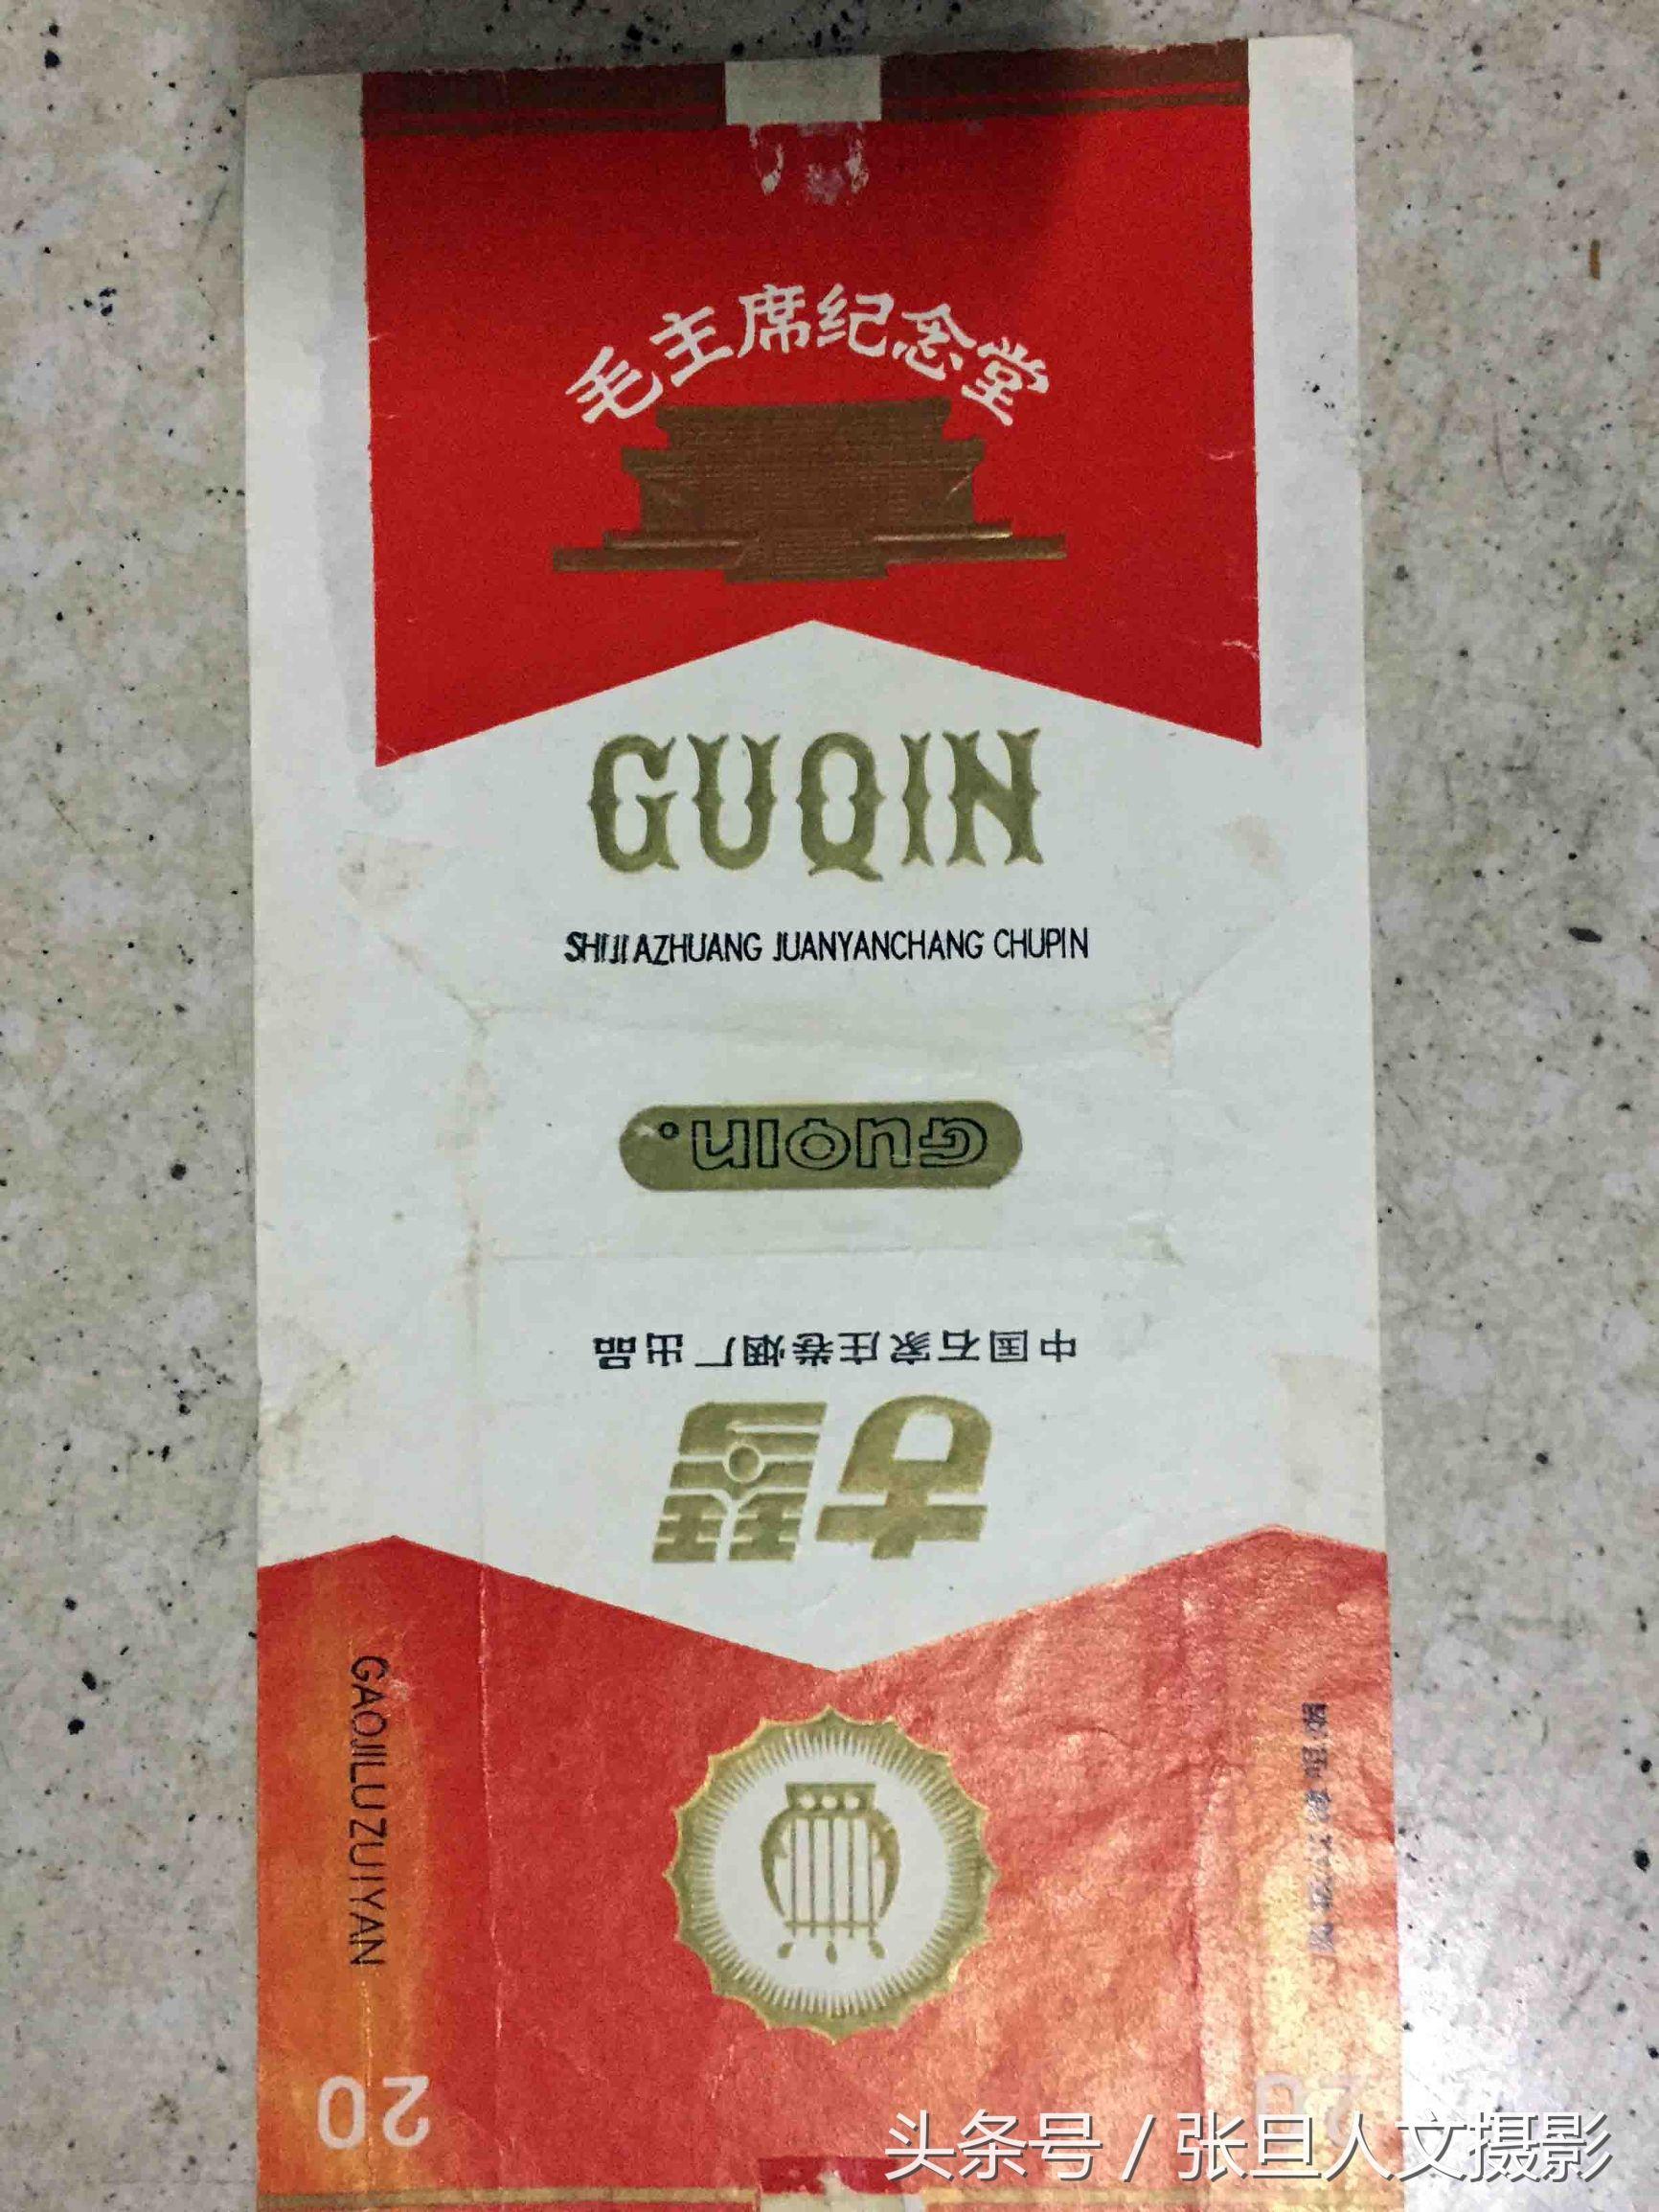 毛主席纪念堂
GUQIN
SHIJIAZHUANG JUANYANCHANG CHUPIN
GUQIN
中国石家庄卷烟厂出品
古琴
GAOJILUZUIYAN
20
20
头条号 / 张旦人文摄影